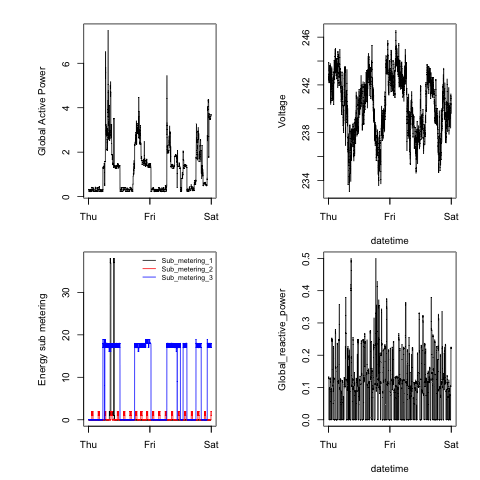 Global Active Power
6
4
2
0
Thu
Fri
Sat
Voltage
246
242
238
234
Thu
Fri
Sat
datetime
Energy sub metering
30
20
10
0
Sub_metering_1
Sub_metering_2
Sub_metering_3
Thu
Fri
Sat
Global_reactive_power
0.5
0.4
0.3
0.2
0.1
0.0
Thu
Fri
Sat
datetime